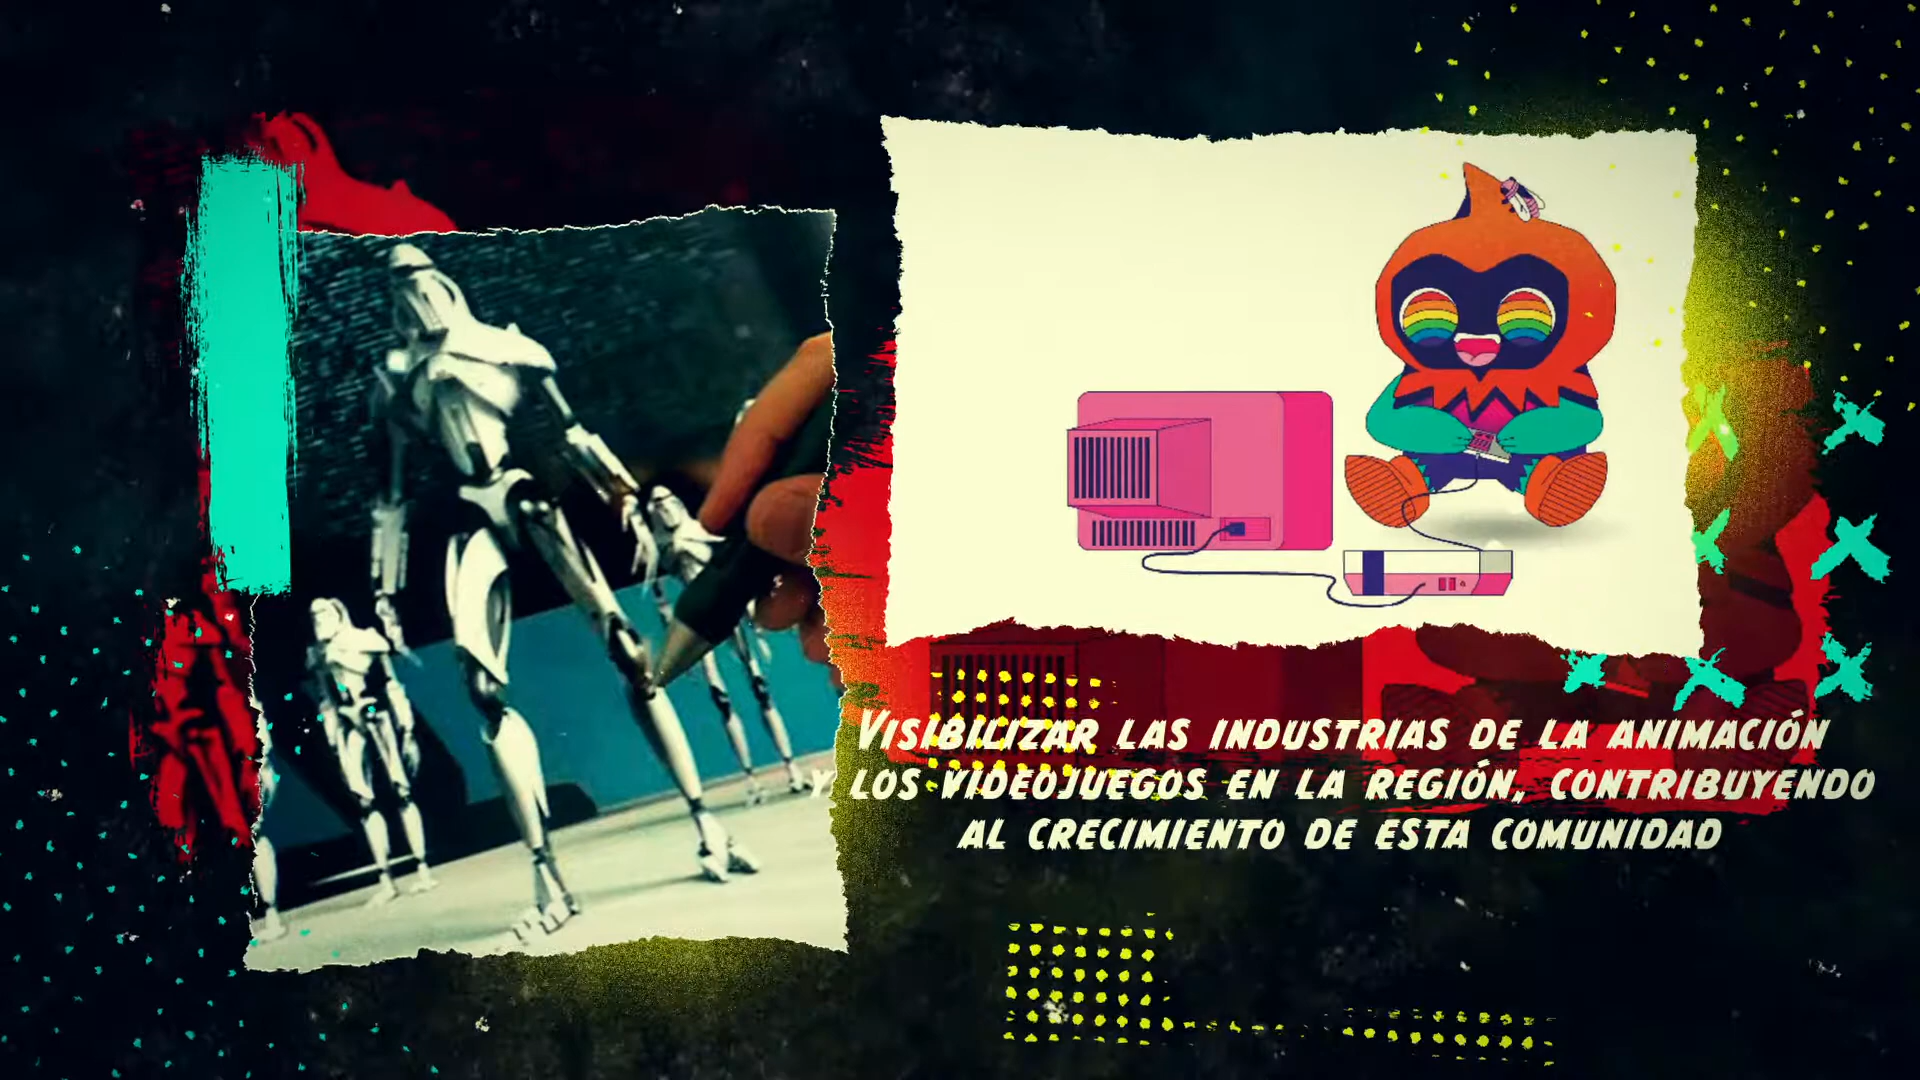 VISIBILIZAR LAS INDUSTRIAS DE LA ANIMACIÓN
Y LOS VIDEOJUEGOS EN LA REGIÓN, CONTRIBUYENDO
AL CRECIMIENTO DE ESTA COMUNIDAD